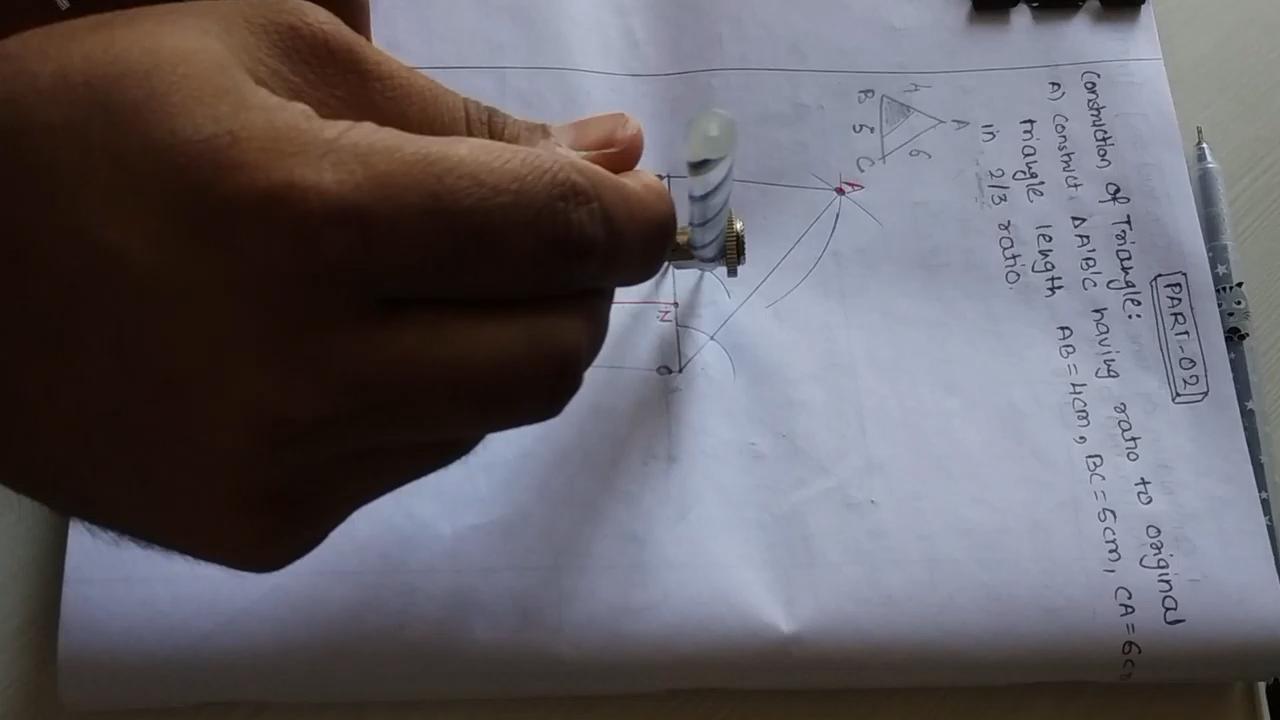 PART-02
Construction of Triangle: ratio to original
A) Construct ΔA'B'C having
triangle length AB=4cm, BC=5cm, CA=6cm
in 2/3 ratio.
A
4
6
B
5
C
A
N